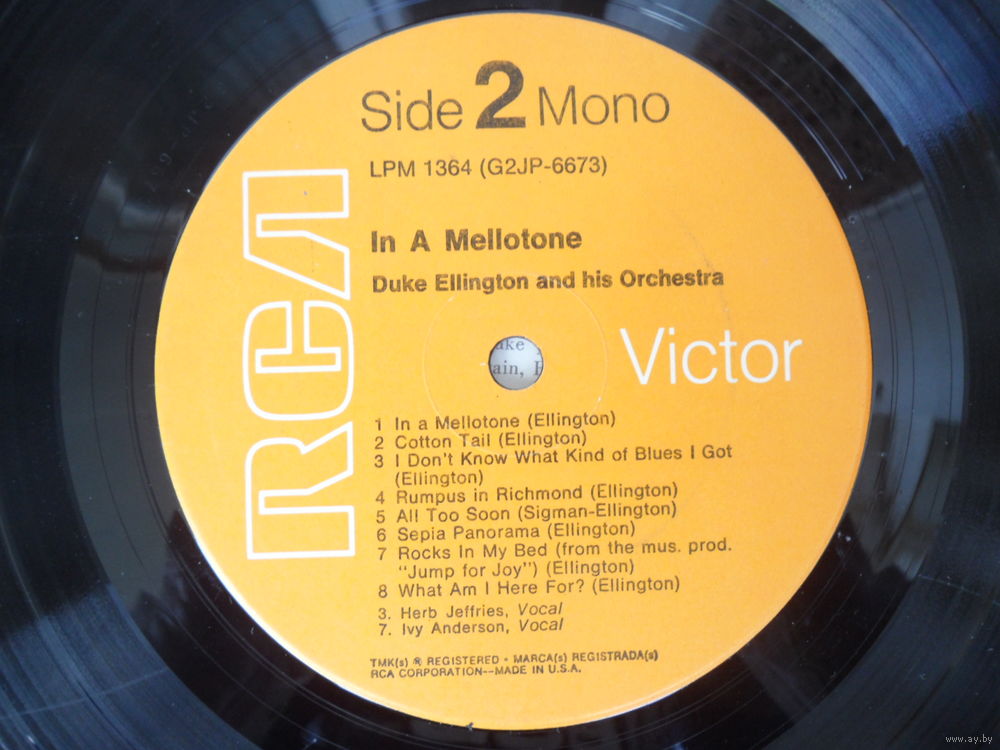 Side 2 Mono
LPM 1364 (G2JP-6673)
In A Mellotone
Duke Ellington and his Orchestra
RCA
Victor
ain,
1 In a Mellotone (Ellington)
2 Cotton Tail (Ellington)
3 I Don't Know What Kind of Blues I Got
(Ellington)
4 Rumpus in Richmond (Ellington)
5 All Too Soon (Sigman-Ellington)
6 Sepia Panorama (Ellington)
7 Rocks In My Bed (from the mus. prod.
“Jump for Joy”) (Ellington)
8 What Am I Here For? (Ellington)
3. Herb Jeffries, Vocal
7. Ivy Anderson, Vocal
TMK(s) ® REGISTERED • MARCA(s) REGISTRADA(s)
RCA CORPORATION--MADE IN U.S.A.
www.ay.by